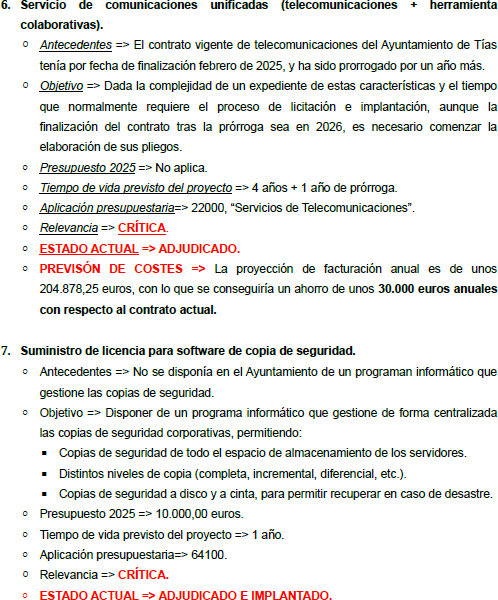 6. Servicio de comunicaciones unificadas (telecomunicaciones + herramienta
colaborativas).
○ Antecedentes => El contrato vigente de telecomunicaciones del Ayuntamiento de Tías
tenía por fecha de finalización febrero de 2025, y ha sido prorrogado por un año más.
○ Objetivo => Dada la complejidad de un expediente de estas características y el tiempo
que normalmente requiere el proceso de licitación e implantación, aunque la
finalización del contrato tras la prórroga sea en 2026, es necesario comenzar la
elaboración de sus pliegos.
○ Presupuesto 2025 => No aplica.
○ Tiempo de vida previsto del proyecto => 4 años + 1 año de prórroga.
○ Aplicación presupuestaria=> 22000, “Servicios de Telecomunicaciones”.
○ Relevancia => CRÍTICA.
○ ESTADO ACTUAL => ADJUDICADO.
○ PREVISÓN DE COSTES => La proyección de facturación anual es de unos
204.878,25 euros, con lo que se conseguiría un ahorro de unos 30.000 euros anuales
con respecto al contrato actual.
7. Suministro de licencia para software de copia de seguridad.
○ Antecedentes => No se disponía en el Ayuntamiento de un programan informático que
gestione las copias de seguridad.
○ Objetivo => Disponer de un programa informático que gestione de forma centralizada
las copias de seguridad corporativas, permitiendo:
▪ Copias de seguridad de todo el espacio de almacenamiento de los servidores.
▪ Distintos niveles de copia (completa, incremental, diferencial, etc.).
▪ Copias de seguridad a disco y a cinta, para permitir recuperar en caso de desastre.
○ Presupuesto 2025 => 10.000,00 euros.
○ Tiempo de vida previsto del proyecto => 1 año.
○ Aplicación presupuestaria=> 64100.
○ Relevancia => CRÍTICA.
○ ESTADO ACTUAL => ADJUDICADO E IMPLANTADO.